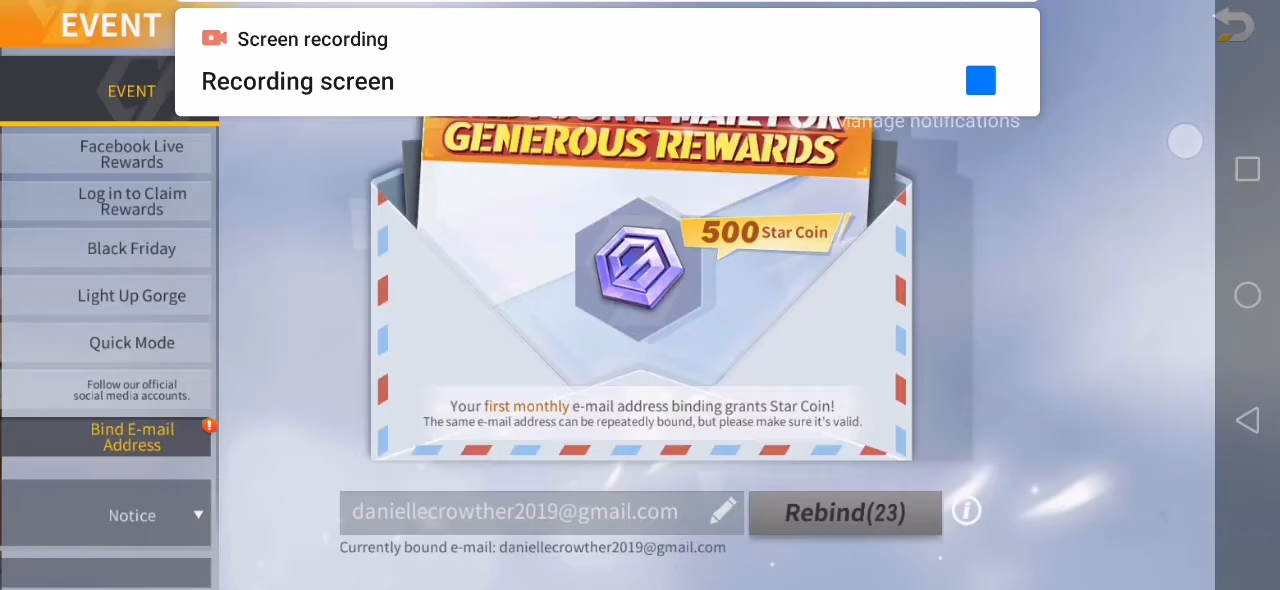 EVENT
Screen recording
Recording screen
Manage notifications
EVENT
Facebook Live
Rewards
Log in to Claim
Rewards
Black Friday
Light Up Gorge
Quick Mode
Follow our official
social media accounts.
Bind E-mail
Address
Notice
GENEROUS REWARDS
500 Star Coin
Your first monthly e-mail address binding grants Star Coin!
The same e-mail address can be repeatedly bound, but please make sure it's valid.
daniellecrowther2019@gmail.com
Rebind(23)
Currently bound e-mail: daniellecrowther2019@gmail.com